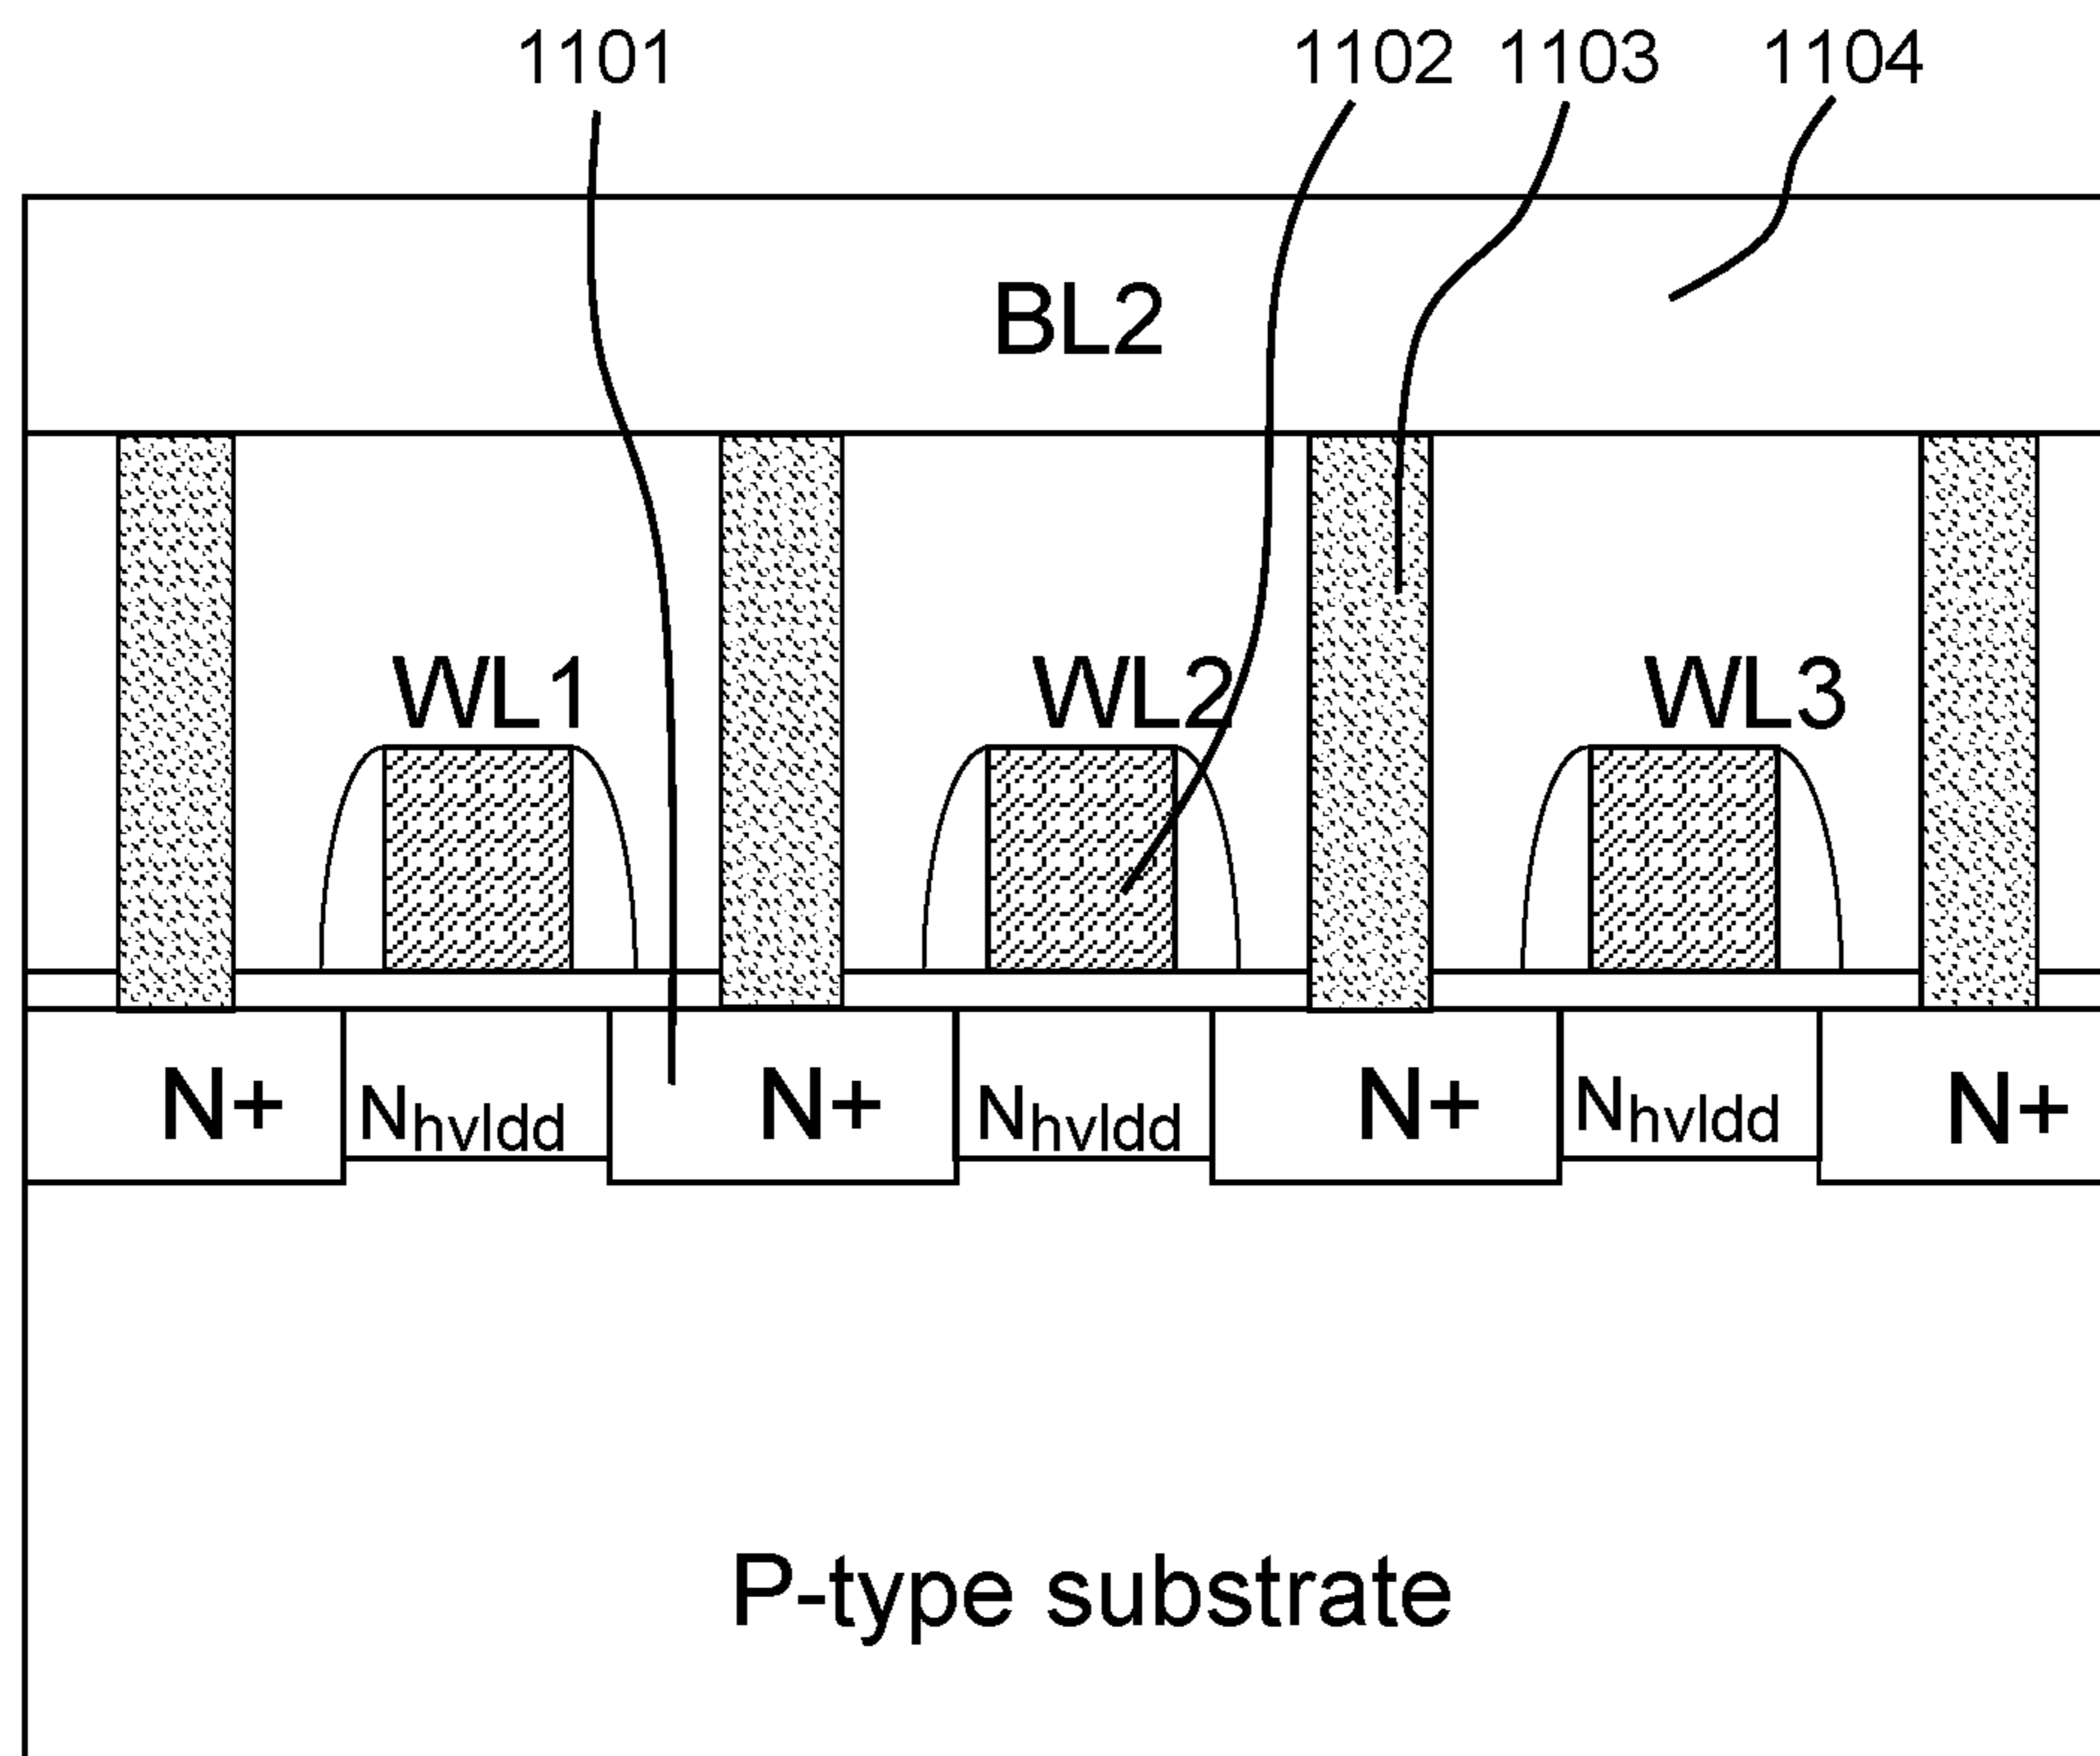 1101 1102 1103 1104
BL2
WL1 WL2 WL3
N+ Nhvldd N+ Nhvldd N+ Nhvldd N+
P-type substrate